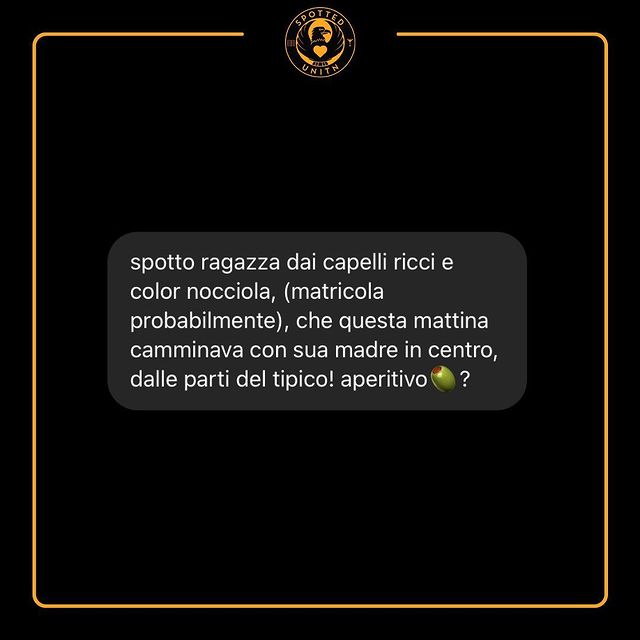 SPOTTED
UNITN
spotto ragazza dai capelli ricci e
color nocciola, (matricola
probabilmente), che questa mattina
camminava con sua madre in centro,
dalle parti del tipico! aperitivo🫒?